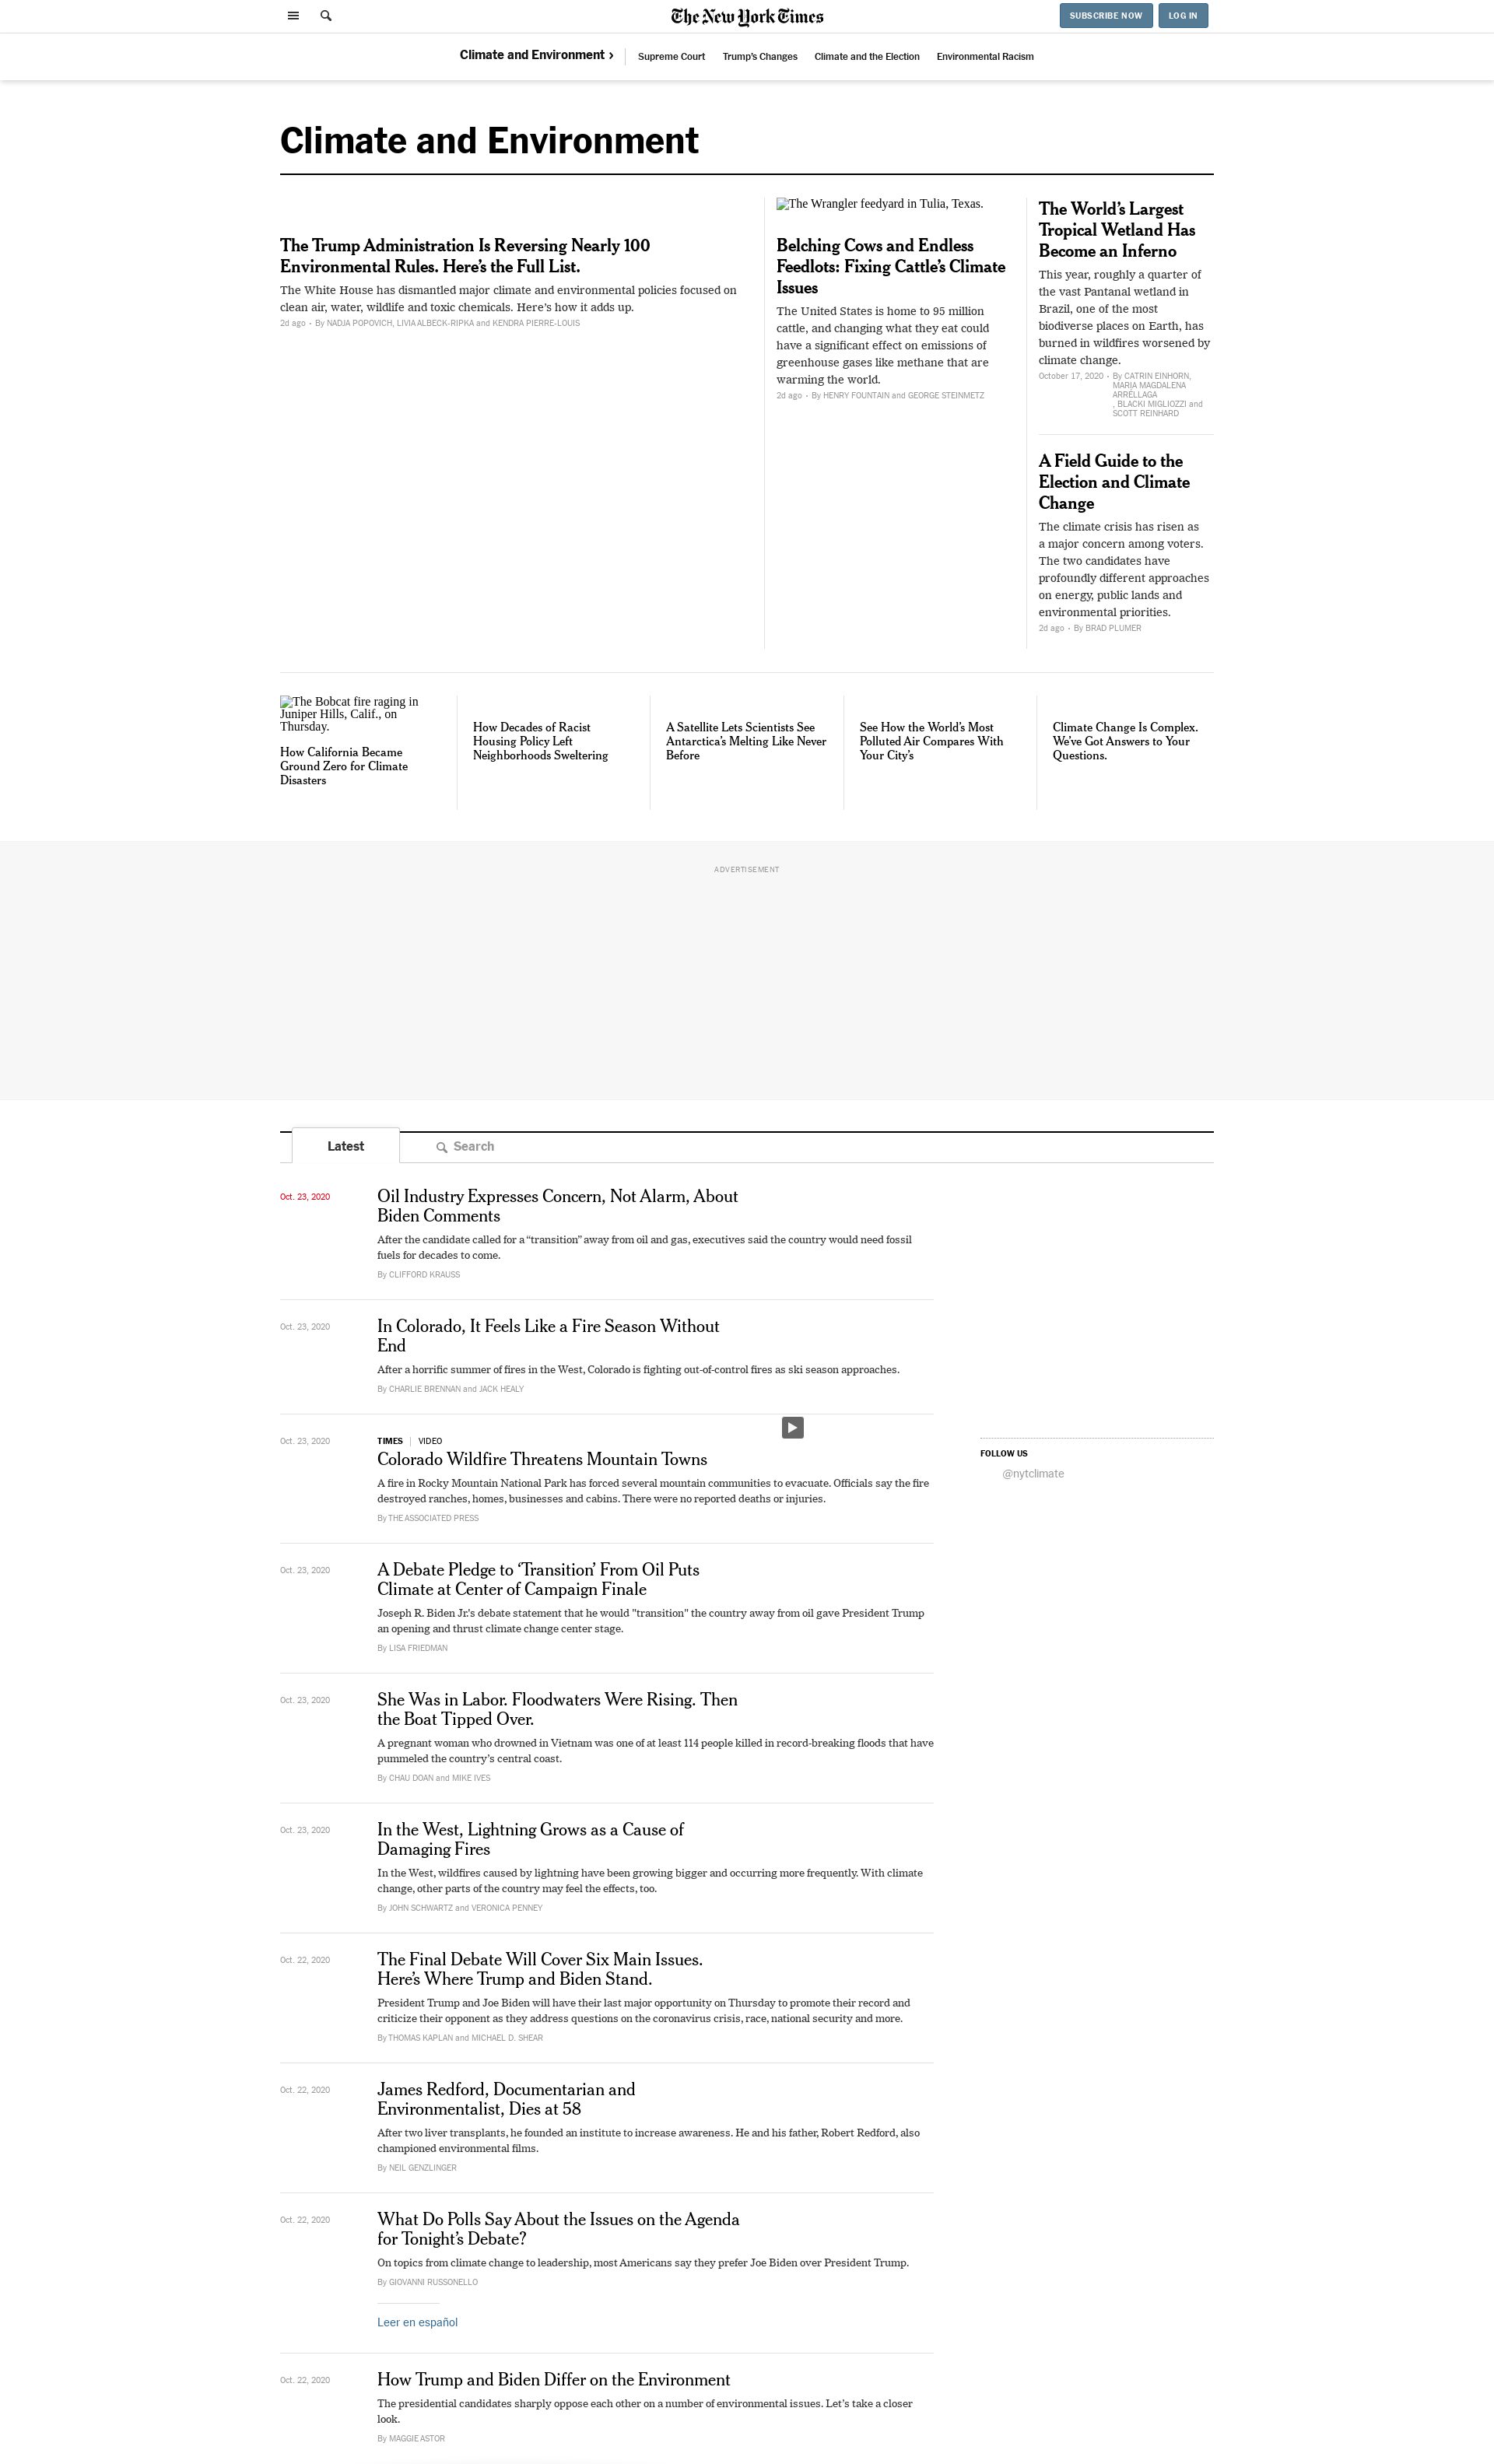 The New York Times
SUBSCRIBE NOW
LOG IN
Climate and Environment ›
Supreme Court
Trump's Changes
Climate and the Election
Environmental Racism
Climate and Environment
The Trump Administration Is Reversing Nearly 100
Environmental Rules. Here's the Full List.
The White House has dismantled major climate and environmental policies focused on
clean air, water, wildlife and toxic chemicals. Here's how it adds up.
2d ago • By NADJA POPOVICH, LIVIA ALBECK-RIPKA and KENDRA PIERRE-LOUIS
The Wrangler feedyard in Tulia, Texas.
Belching Cows and Endless
Feedlots: Fixing Cattle's Climate
Issues
The United States is home to 95 million
cattle, and changing what they eat could
have a significant effect on emissions of
greenhouse gases like methane that are
warming the world.
2d ago • By HENRY FOUNTAIN and GEORGE STEINMETZ
The World's Largest
Tropical Wetland Has
Become an Inferno
This year, roughly a quarter of
the vast Pantanal wetland in
Brazil, one of the most
biodiverse places on Earth, has
burned in wildfires worsened by
climate change.
October 17, 2020 • By CATRIN EINHORN,
MARIA MAGDALENA
ARRÉLLAGA
, BLACKI MIGLIOZZI and
SCOTT REINHARD
A Field Guide to the
Election and Climate
Change
The climate crisis has risen as
a major concern among voters.
The two candidates have
profoundly different approaches
on energy, public lands and
environmental priorities.
2d ago • By BRAD PLUMER
The Bobcat fire raging in
Juniper Hills, Calif., on
Thursday.
How California Became
Ground Zero for Climate
Disasters
How Decades of Racist
Housing Policy Left
Neighborhoods Sweltering
A Satellite Lets Scientists See
Antarctica's Melting Like Never
Before
See How the World's Most
Polluted Air Compares With
Your City's
Climate Change Is Complex.
We've Got Answers to Your
Questions.
ADVERTISEMENT
Latest
Search
Oct. 23, 2020
Oil Industry Expresses Concern, Not Alarm, About
Biden Comments
After the candidate called for a “transition” away from oil and gas, executives said the country would need fossil
fuels for decades to come.
By CLIFFORD KRAUSS
Oct. 23, 2020
In Colorado, It Feels Like a Fire Season Without
End
After a horrific summer of fires in the West, Colorado is fighting out-of-control fires as ski season approaches.
By CHARLIE BRENNAN and JACK HEALY
Oct. 23, 2020
TIMES | VIDEO
Colorado Wildfire Threatens Mountain Towns
A fire in Rocky Mountain National Park has forced several mountain communities to evacuate. Officials say the fire
destroyed ranches, homes, businesses and cabins. There were no reported deaths or injuries.
By THE ASSOCIATED PRESS
FOLLOW US
@nytclimate
Oct. 23, 2020
A Debate Pledge to ‘Transition’ From Oil Puts
Climate at Center of Campaign Finale
Joseph R. Biden Jr.'s debate statement that he would "transition" the country away from oil gave President Trump
an opening and thrust climate change center stage.
By LISA FRIEDMAN
Oct. 23, 2020
She Was in Labor. Floodwaters Were Rising. Then
the Boat Tipped Over.
A pregnant woman who drowned in Vietnam was one of at least 114 people killed in record-breaking floods that have
pummeled the country's central coast.
By CHAU DOAN and MIKE IVES
Oct. 23, 2020
In the West, Lightning Grows as a Cause of
Damaging Fires
In the West, wildfires caused by lightning have been growing bigger and occurring more frequently. With climate
change, other parts of the country may feel the effects, too.
By JOHN SCHWARTZ and VERONICA PENNEY
Oct. 22, 2020
The Final Debate Will Cover Six Main Issues.
Here's Where Trump and Biden Stand.
President Trump and Joe Biden will have their last major opportunity on Thursday to promote their record and
criticize their opponent as they address questions on the coronavirus crisis, race, national security and more.
By THOMAS KAPLAN and MICHAEL D. SHEAR
Oct. 22, 2020
James Redford, Documentarian and
Environmentalist, Dies at 58
After two liver transplants, he founded an institute to increase awareness. He and his father, Robert Redford, also
championed environmental films.
By NEIL GENZLINGER
Oct. 22, 2020
What Do Polls Say About the Issues on the Agenda
for Tonight's Debate?
On topics from climate change to leadership, most Americans say they prefer Joe Biden over President Trump.
By GIOVANNI RUSSONELLO
Leer en español
Oct. 22, 2020
How Trump and Biden Differ on the Environment
The presidential candidates sharply oppose each other on a number of environmental issues. Let's take a closer
look.
By MAGGIE ASTOR